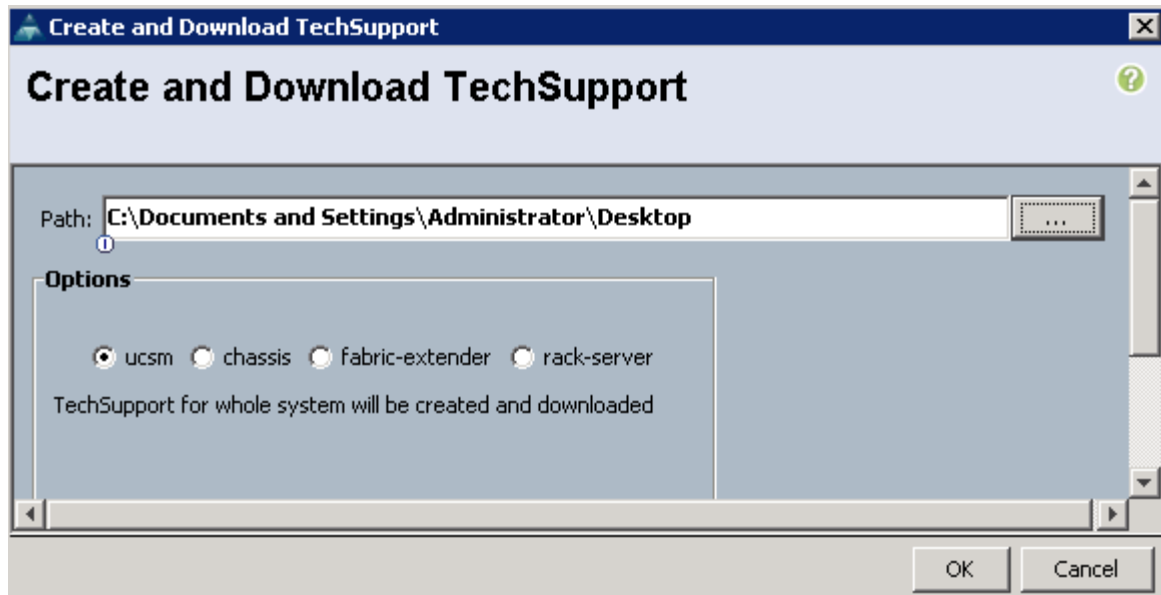 Create and Download TechSupport
Create and Download TechSupport
?
Path: C:\Documents and Settings\Administrator\Desktop ...
Options
ucsm chassis fabric-extender rack-server
TechSupport for whole system will be created and downloaded
OK Cancel